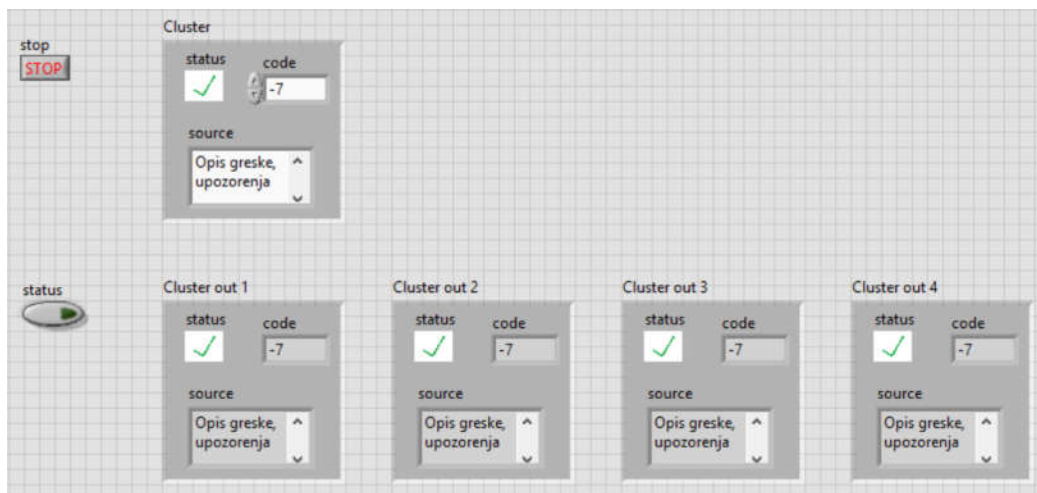 Cluster
stop
STOP
status code
-7
source
Opis greske,
upozorenja
status
Cluster out 1
status code
-7
source
Opis greske,
upozorenja
Cluster out 2
status code
-7
source
Opis greske,
upozorenja
Cluster out 3
status code
-7
source
Opis greske,
upozorenja
Cluster out 4
status code
-7
source
Opis greske,
upozorenja